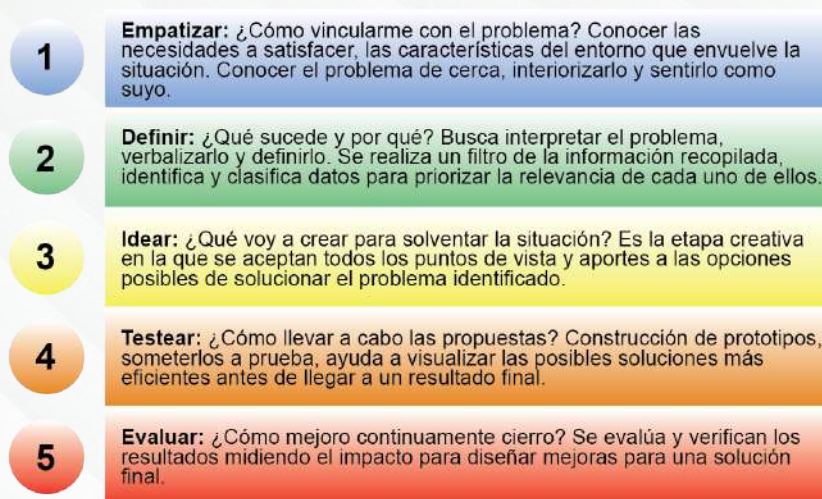 1
Empatizar: ¿Cómo vincularme con el problema? Conocer las
necesidades a satisfacer, las características del entorno que envuelve la
situación. Conocer el problema de cerca, interiorizarlo y sentirlo como
suyo.
2
Definir: ¿Qué sucede y por qué? Busca interpretar el problema,
verbalizarlo y definirlo. Se realiza un filtro de la información recopilada,
identifica y clasifica datos para priorizar la relevancia de cada uno de ellos.
3
Idear: ¿Qué voy a crear para solventar la situación? Es la etapa creativa
en la que se aceptan todos los puntos de vista y aportes a las opciones
posibles de solucionar el problema identificado.
4
Testear: ¿Cómo llevar a cabo las propuestas? Construcción de prototipos,
someterlos a prueba, ayuda a visualizar las posibles soluciones más
eficientes antes de llegar a un resultado final.
5
Evaluar: ¿Cómo mejoro continuamente cierro? Se evalúa y verifican los
resultados midiendo el impacto para diseñar mejoras para una solución
final.